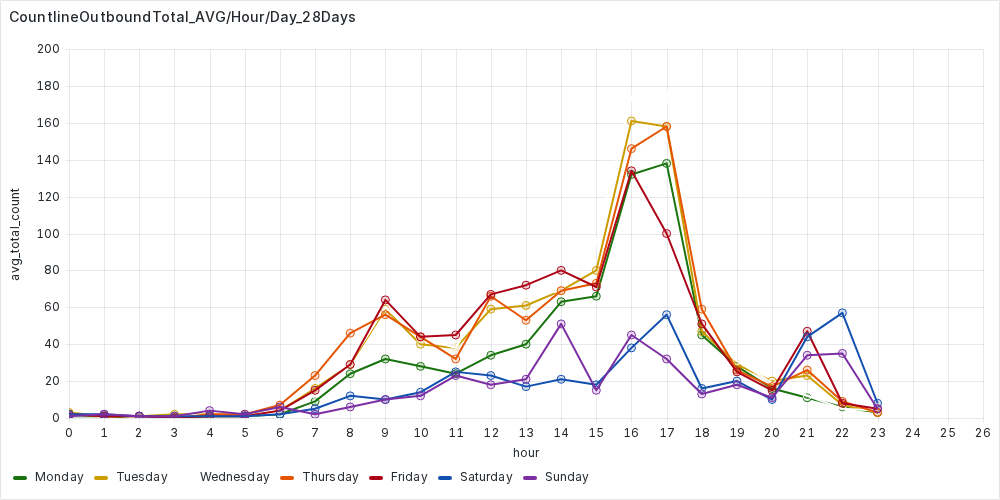 CountlineOutboundTotal_AVG/Hour/Day_28Days
200
180
160
140
120
100
80
60
40
20
0
avg_total_count
0 1 2 3 4 5 6 7 8 9 10 11 12 13 14 15 16 17 18 19 20 21 22 23 24 25 26
hour
Monday Tuesday Wednesday Thursday Friday Saturday Sunday